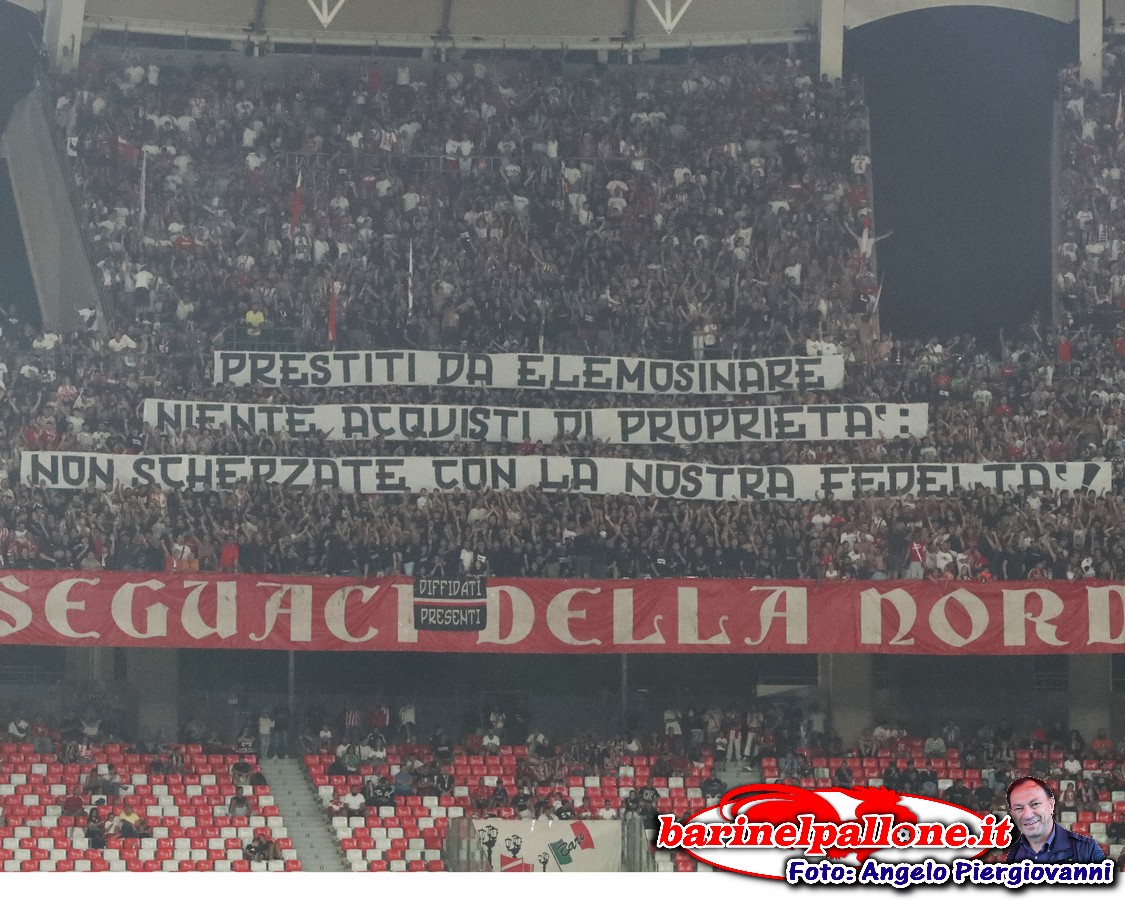 PRESTITI DA ELEMOSINARE
NIENTE ACQUISTI DI PROPRIETA':
NON SCHERZATE CON LA NOSTRA FEDELTA'!
DIFFIDATI
PRESENTI
SEGUACI DELLA NORD
Bari
barinelpallone.it
Foto: Angelo Piergiovanni